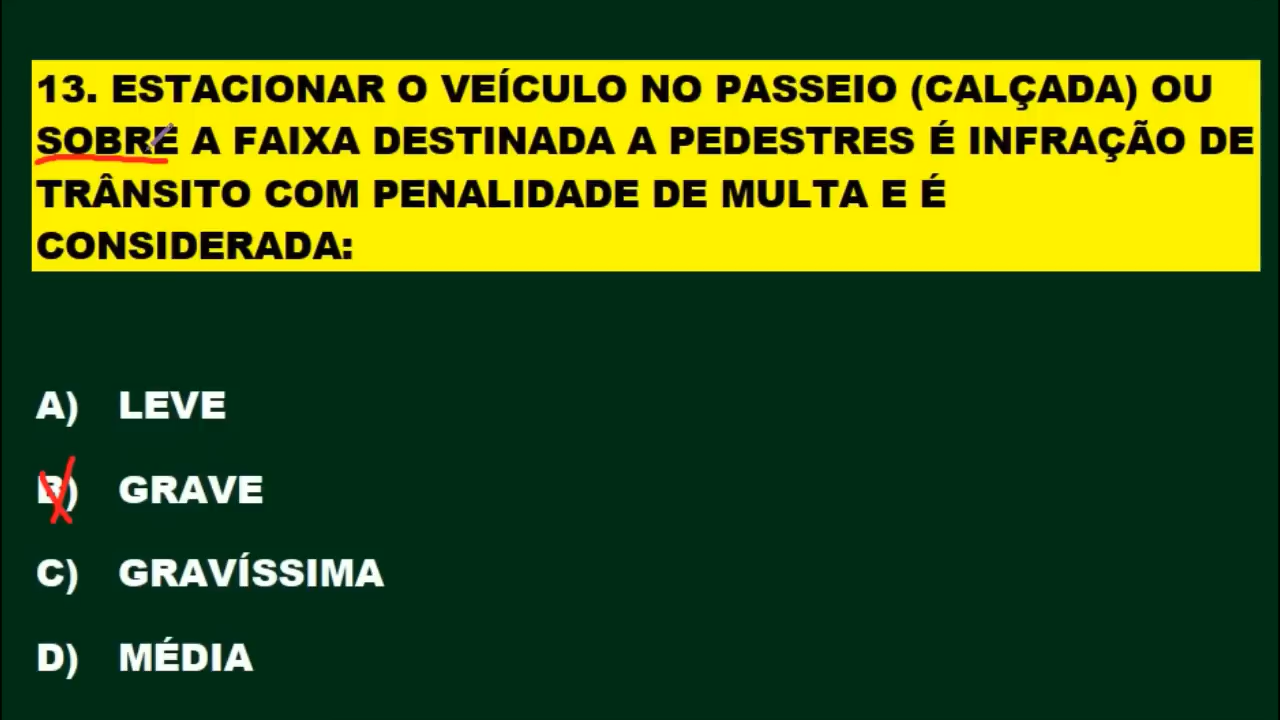 13. ESTACIONAR O VEÍCULO NO PASSEIO (CALÇADA) OU
SOBRE A FAIXA DESTINADA A PEDESTRES É INFRAÇÃO DE
TRÂNSITO COM PENALIDADE DE MULTA E É
CONSIDERADA:
A) LEVE
B) GRAVE
C) GRAVÍSSIMA
D) MÉDIA